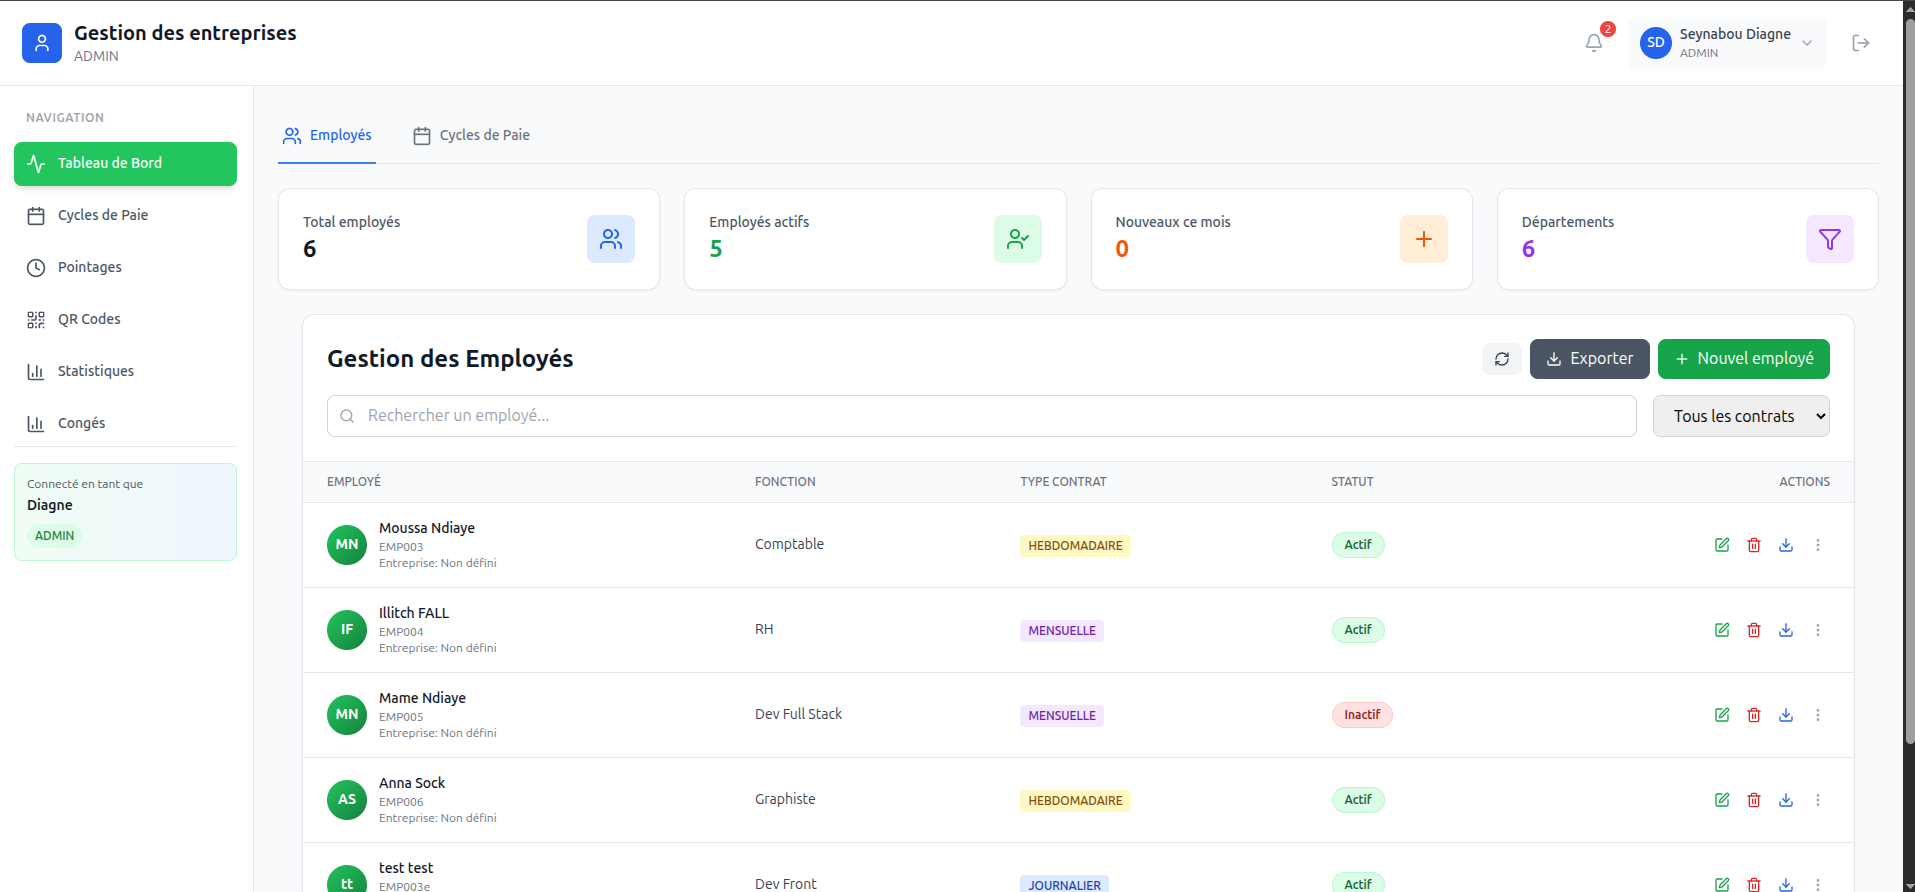 Gestion des entreprises
ADMIN
2
SD
Seynabou Diagne
ADMIN
NAVIGATION
Tableau de Bord
Cycles de Paie
Pointages
QR Codes
Statistiques
Congés
Connecté en tant que
Diagne
ADMIN
Employés
Cycles de Paie
Total employés
6
Employés actifs
5
Nouveaux ce mois
0
Départements
6
Gestion des Employés
Exporter
Nouvel employé
Rechercher un employé...
Tous les contrats
EMPLOYÉ FONCTION TYPE CONTRAT STATUT ACTIONS
MN
Moussa Ndiaye
EMP003
Entreprise: Non défini
Comptable
HEBDOMADAIRE
Actif
IF
Illitch FALL
EMP004
Entreprise: Non défini
RH
MENSUELLE
Actif
MN
Mame Ndiaye
EMP005
Entreprise: Non défini
Dev Full Stack
MENSUELLE
Inactif
AS
Anna Sock
EMP006
Entreprise: Non défini
Graphiste
HEBDOMADAIRE
Actif
tt
test test
EMP003e
Dev Front
JOURNALIER
Actif